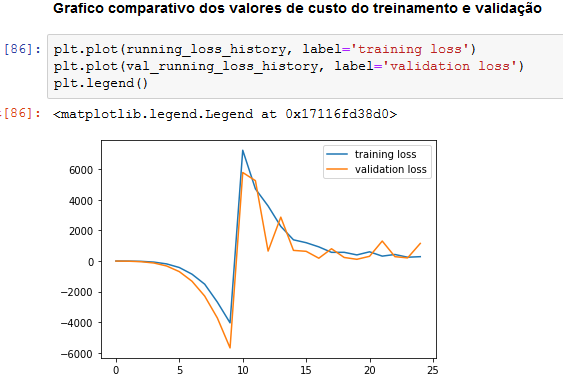 Grafico comparativo dos valores de custo do treinamento e validação
[86]: plt.plot(running_loss_history, label='training loss')
plt.plot(val_running_loss_history, label='validation loss')
plt.legend()
[86]: <matplotlib.legend.Legend at 0x17116fd38d0>
training loss
validation loss
6000
4000
2000
0
−2000
−4000
−6000
0 5 10 15 20 25